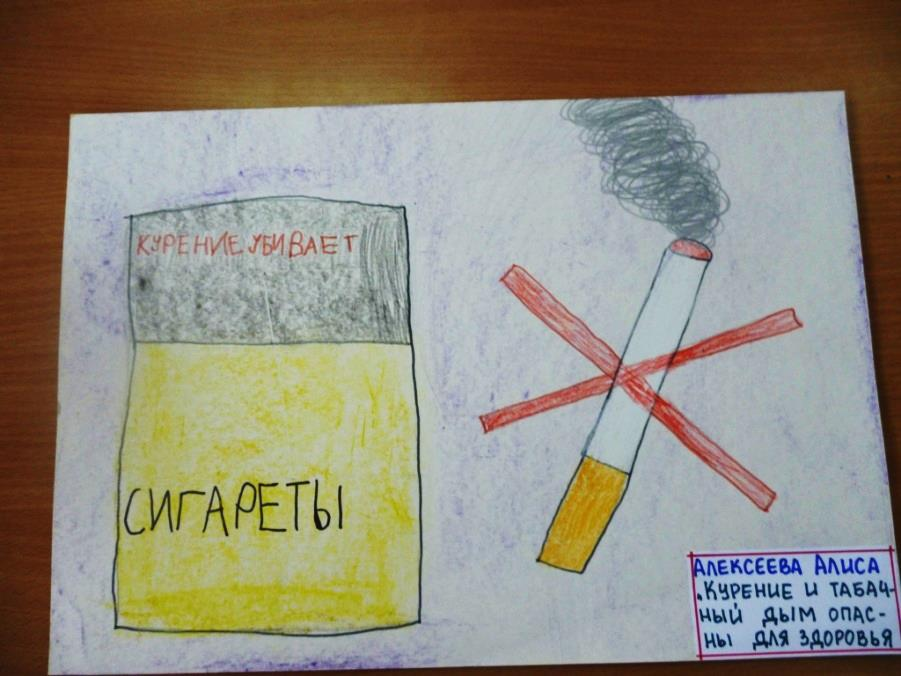 КУРЕНИЕ УБИВАЕТ
СИГАРЕТЫ
АЛЕКСЕЕВА АЛИСА
.КУРЕНИЕ И ТАБАЧ-
НЫЙ ДЫМ ОПАС-
НЫ ДЛЯ ЗДОРОВЬЯ